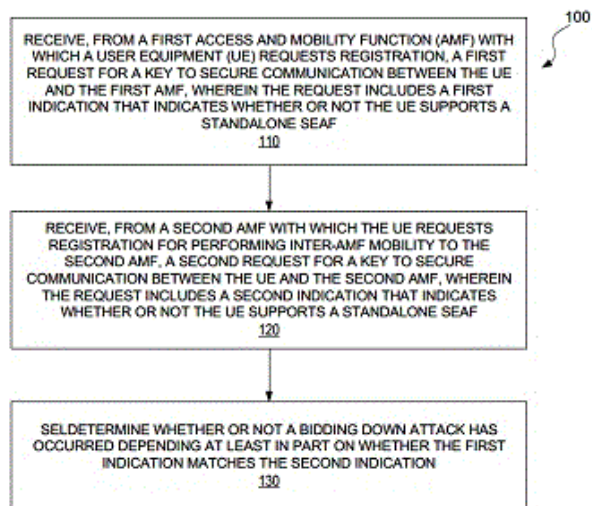 100
RECEIVE, FROM A FIRST ACCESS AND MOBILITY FUNCTION (AMF) WITH
WHICH A USER EQUIPMENT (UE) REQUESTS REGISTRATION, A FIRST
REQUEST FOR A KEY TO SECURE COMMUNICATION BETWEEN THE UE
AND THE FIRST AMF, WHEREIN THE REQUEST INCLUDES A FIRST
INDICATION THAT INDICATES WHETHER OR NOT THE UE SUPPORTS A
STANDALONE SEAF
110
RECEIVE, FROM A SECOND AMF WITH WHICH THE UE REQUESTS
REGISTRATION FOR PERFORMING INTER-AMF MOBILITY TO THE
SECOND AMF, A SECOND REQUEST FOR A KEY TO SECURE
COMMUNICATION BETWEEN THE UE AND THE SECOND AMF, WHEREIN
THE REQUEST INCLUDES A SECOND INDICATION THAT INDICATES
WHETHER OR NOT THE UE SUPPORTS A STANDALONE SEAF
120
SELDETERMINE WHETHER OR NOT A BIDDING DOWN ATTACK HAS
OCCURRED DEPENDING AT LEAST IN PART ON WHETHER THE FIRST
INDICATION MATCHES THE SECOND INDICATION
130